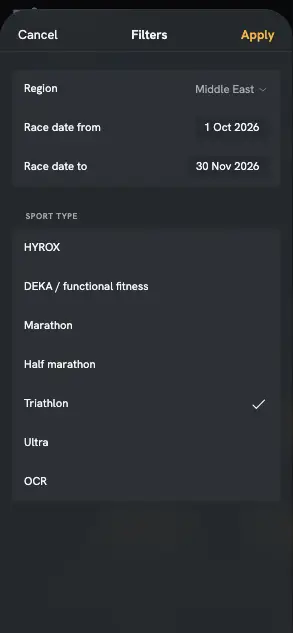 Cancel Filters Apply
Region Middle East
Race date from 1 Oct 2026
Race date to 30 Nov 2026
SPORT TYPE
HYROX
DEKA / functional fitness
Marathon
Half marathon
Triathlon
Ultra
OCR